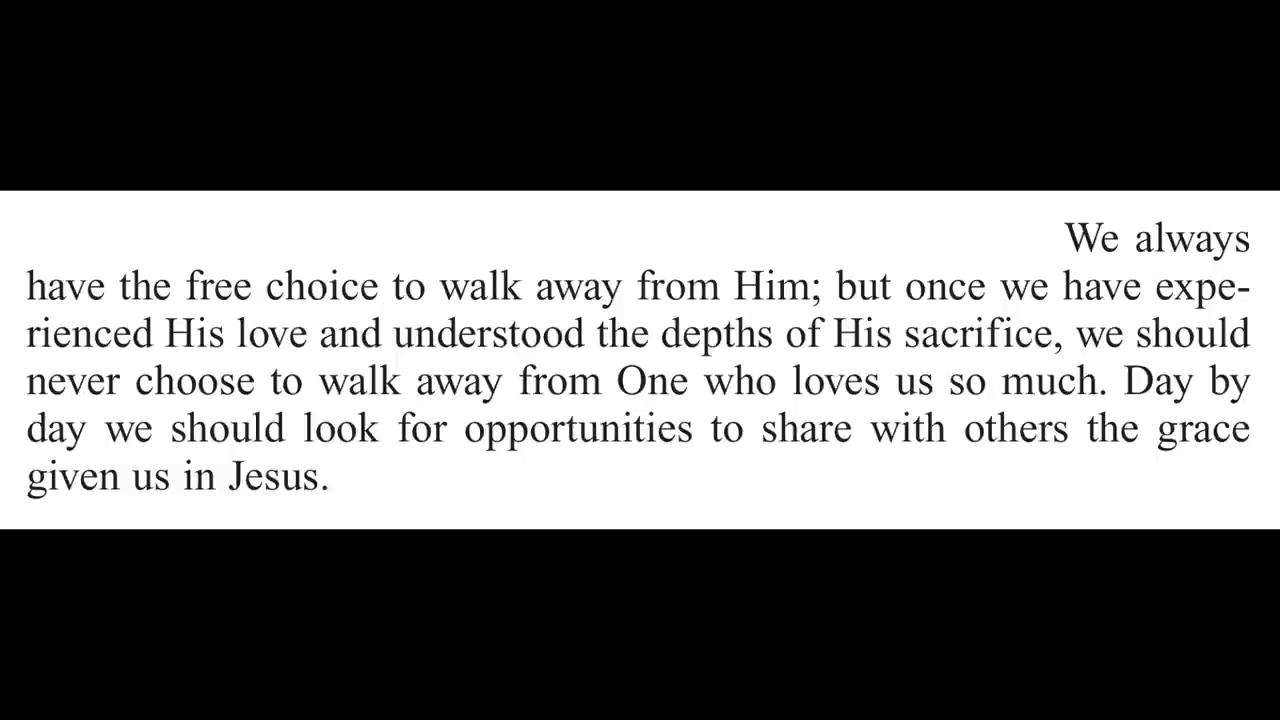 We always
have the free choice to walk away from Him; but once we have expe-
rienced His love and understood the depths of His sacrifice, we should
never choose to walk away from One who loves us so much. Day by
day we should look for opportunities to share with others the grace
given us in Jesus.